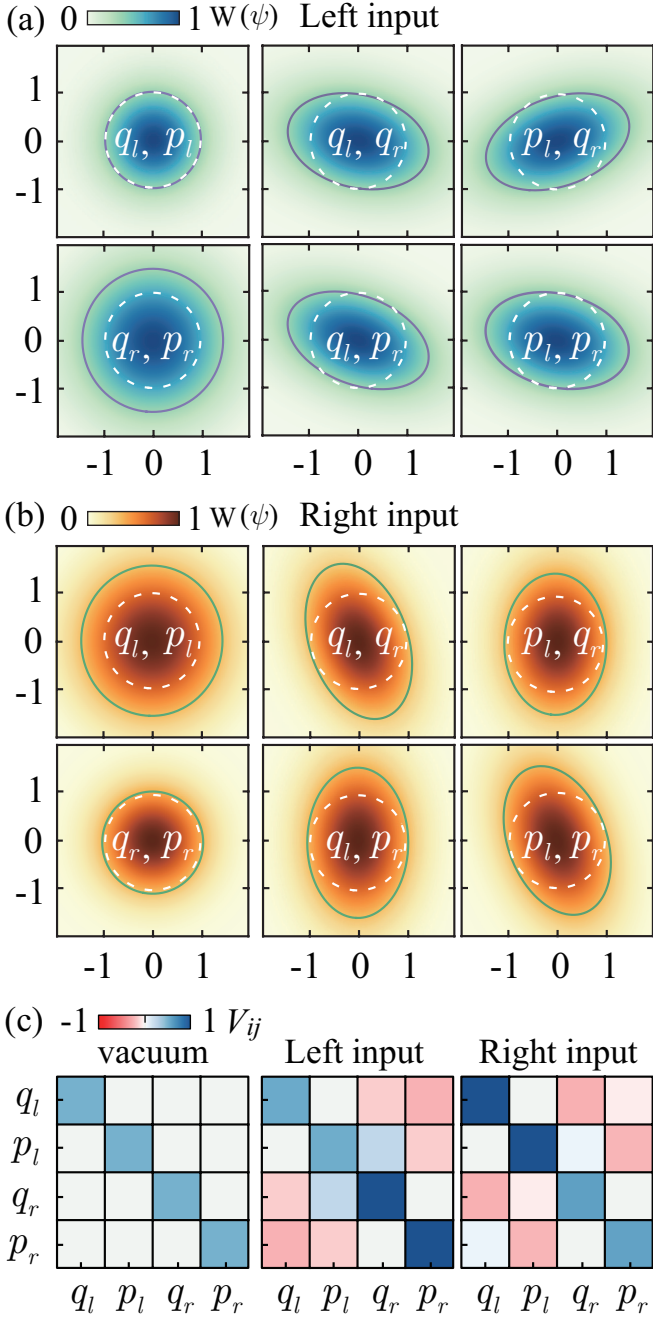 (a) 0 1 W(ψ) Left input
1 q_l, p_l q_l, q_r p_l, q_r
0
-1
1 q_r, p_r q_l, p_r p_l, p_r
0
-1
-1 0 1 -1 0 1 -1 0 1
(b) 0 1 W(ψ) Right input
1 q_l, p_l q_l, q_r p_l, q_r
0
-1
1 q_r, p_r q_l, p_r p_l, p_r
0
-1
-1 0 1 -1 0 1 -1 0 1
(c) -1 1 V_ij
vacuum Left input Right input
q_l
p_l
q_r
p_r
q_l p_l q_r p_r q_l p_l q_r p_r q_l p_l q_r p_r